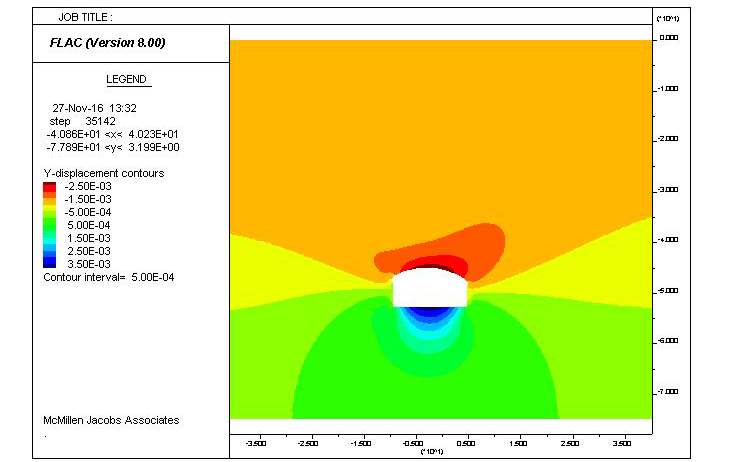 JOB TITLE :
FLAC (Version 8.00)
LEGEND
27-Nov-16 13:32
step 35142
-4.086E+01 <x< 4.023E+01
-7.789E+01 <y< 3.199E+00
Y-displacement contours
-2.50E-03
-1.50E-03
-5.00E-04
5.00E-04
1.50E-03
2.50E-03
3.50E-03
Contour interval= 5.00E-04
McMillen Jacobs Associates
.
(*10^1)
0.000
-1.000
-2.000
-3.000
-4.000
-5.000
-6.000
-7.000
-3.500 -2.500 -1.500 -0.500 0.500 1.500 2.500 3.500
(*10^1)